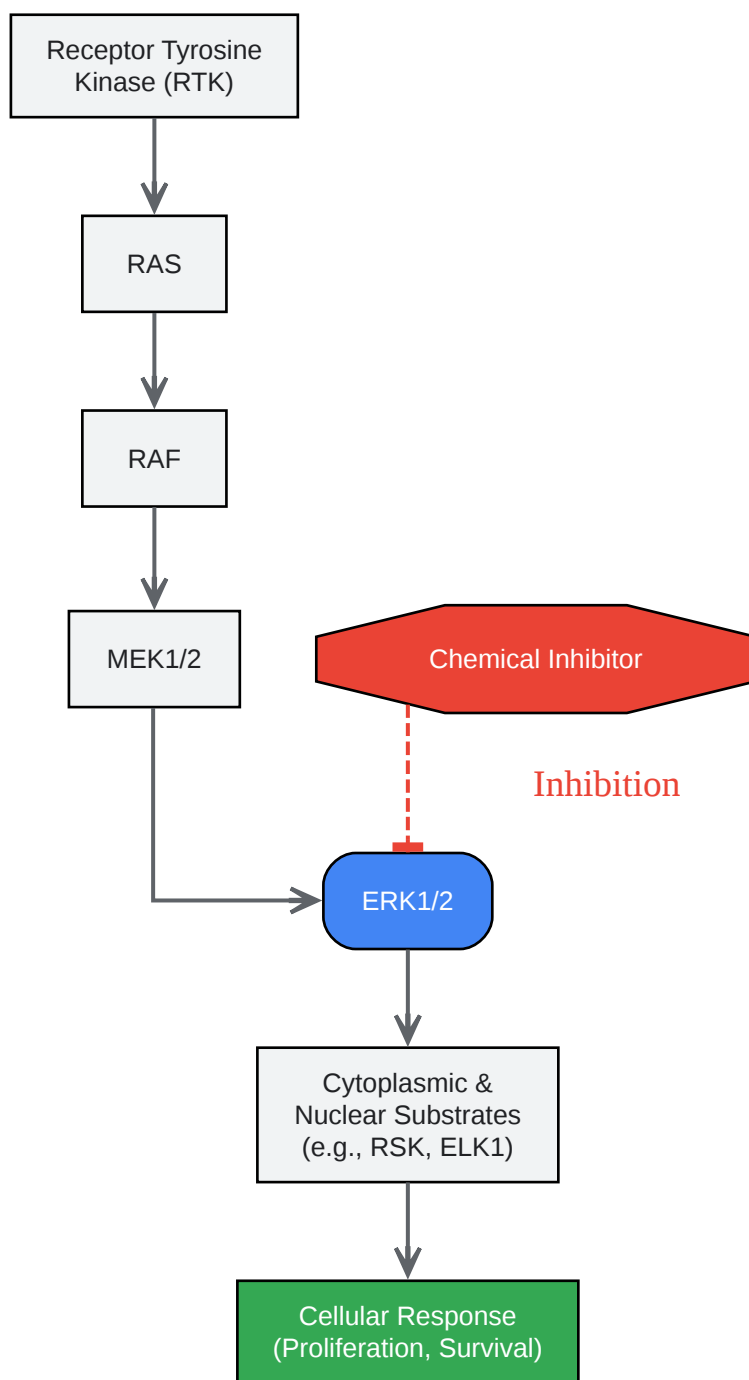 Receptor Tyrosine
Kinase (RTK)
RAS
RAF
MEK1/2
Chemical Inhibitor
Inhibition
ERK1/2
Cytoplasmic &
Nuclear Substrates
(e.g., RSK, ELK1)
Cellular Response
(Proliferation, Survival)